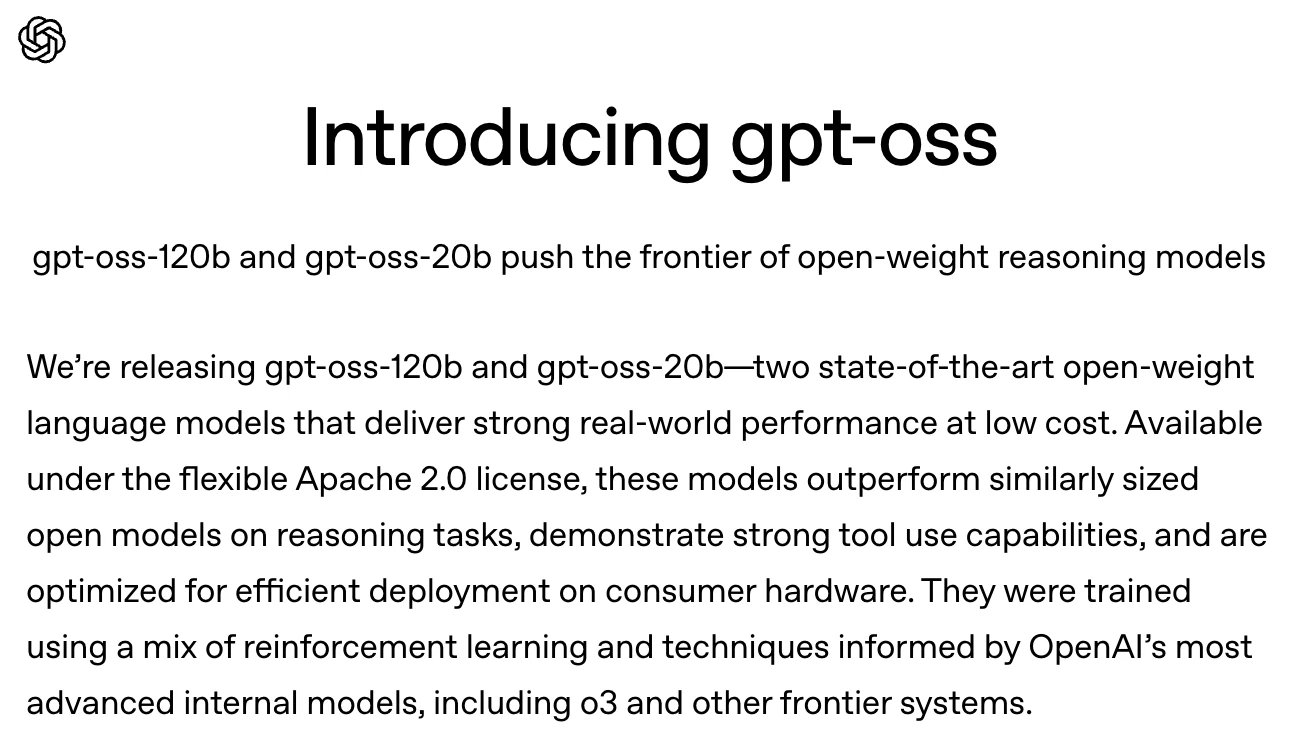 Introducing gpt-oss
gpt-oss-120b and gpt-oss-20b push the frontier of open-weight reasoning models
We’re releasing gpt-oss-120b and gpt-oss-20b—two state-of-the-art open-weight
language models that deliver strong real-world performance at low cost. Available
under the flexible Apache 2.0 license, these models outperform similarly sized
open models on reasoning tasks, demonstrate strong tool use capabilities, and are
optimized for efficient deployment on consumer hardware. They were trained
using a mix of reinforcement learning and techniques informed by OpenAI’s most
advanced internal models, including o3 and other frontier systems.